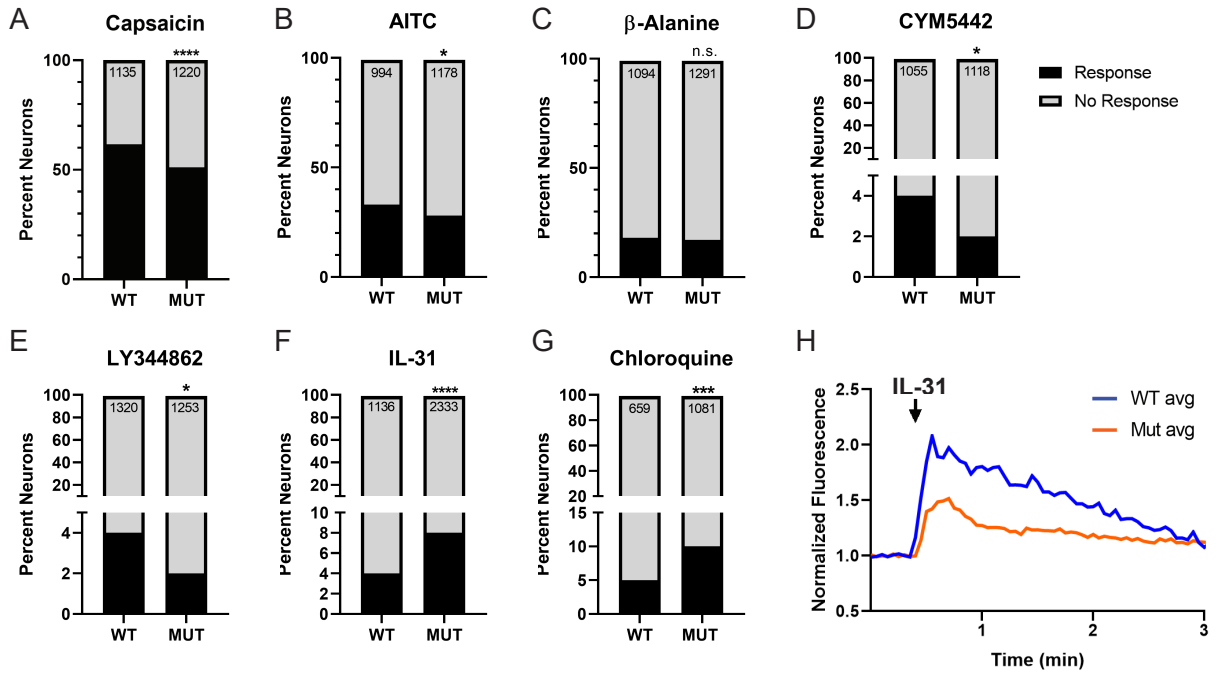 A
Capsaicin
****
Percent Neurons
100
50
0
1135
1220
WT
MUT
B
AITC
*
Percent Neurons
100
50
0
994
1178
WT
MUT
C
β-Alanine
n.s.
Percent Neurons
100
50
0
1094
1291
WT
MUT
D
CYM5442
*
Percent Neurons
100
80
60
40
20
4
2
0
1055
1118
WT
MUT
Response
No Response
E
LY344862
*
Percent Neurons
100
80
60
40
20
4
2
0
1320
1253
WT
MUT
F
IL-31
****
Percent Neurons
100
80
60
40
20
10
8
6
4
2
0
1136
2333
WT
MUT
G
Chloroquine
***
Percent Neurons
100
80
60
40
20
15
10
5
0
659
1081
WT
MUT
H
IL-31
WT avg
Mut avg
Normalized Fluorescence
2.5
2.0
1.5
1.0
0.5
1
2
3
Time (min)